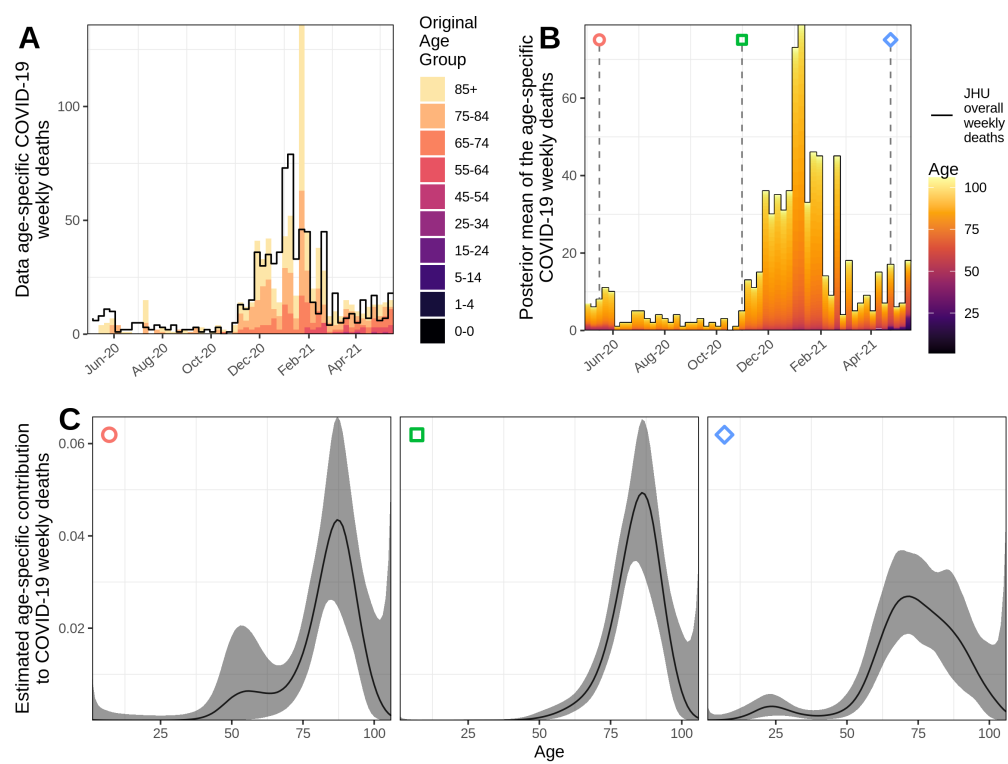 A
Data age-specific COVID-19
weekly deaths
100
50
0
Jun-20
Aug-20
Oct-20
Dec-20
Feb-21
Apr-21
Original
Age
Group
85+
75-84
65-74
55-64
45-54
25-34
15-24
5-14
1-4
0-0
B
Posterior mean of the age-specific
COVID-19 weekly deaths
60
40
20
0
Jun-20
Aug-20
Oct-20
Dec-20
Feb-21
Apr-21
JHU
overall
weekly
deaths
Age
100
75
50
25
C
Estimated age-specific contribution
to COVID-19 weekly deaths
0.06
0.04
0.02
25
50
75
100
25
50
75
100
25
50
75
100
Age